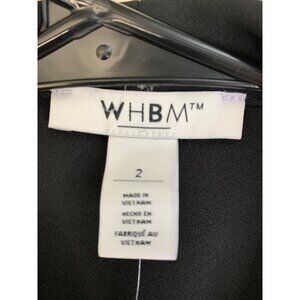 WHBM™
2
MADE IN
VIETNAM
HECHO EN
VIETNAM
FABRIQUÉ AU
VIETNAM